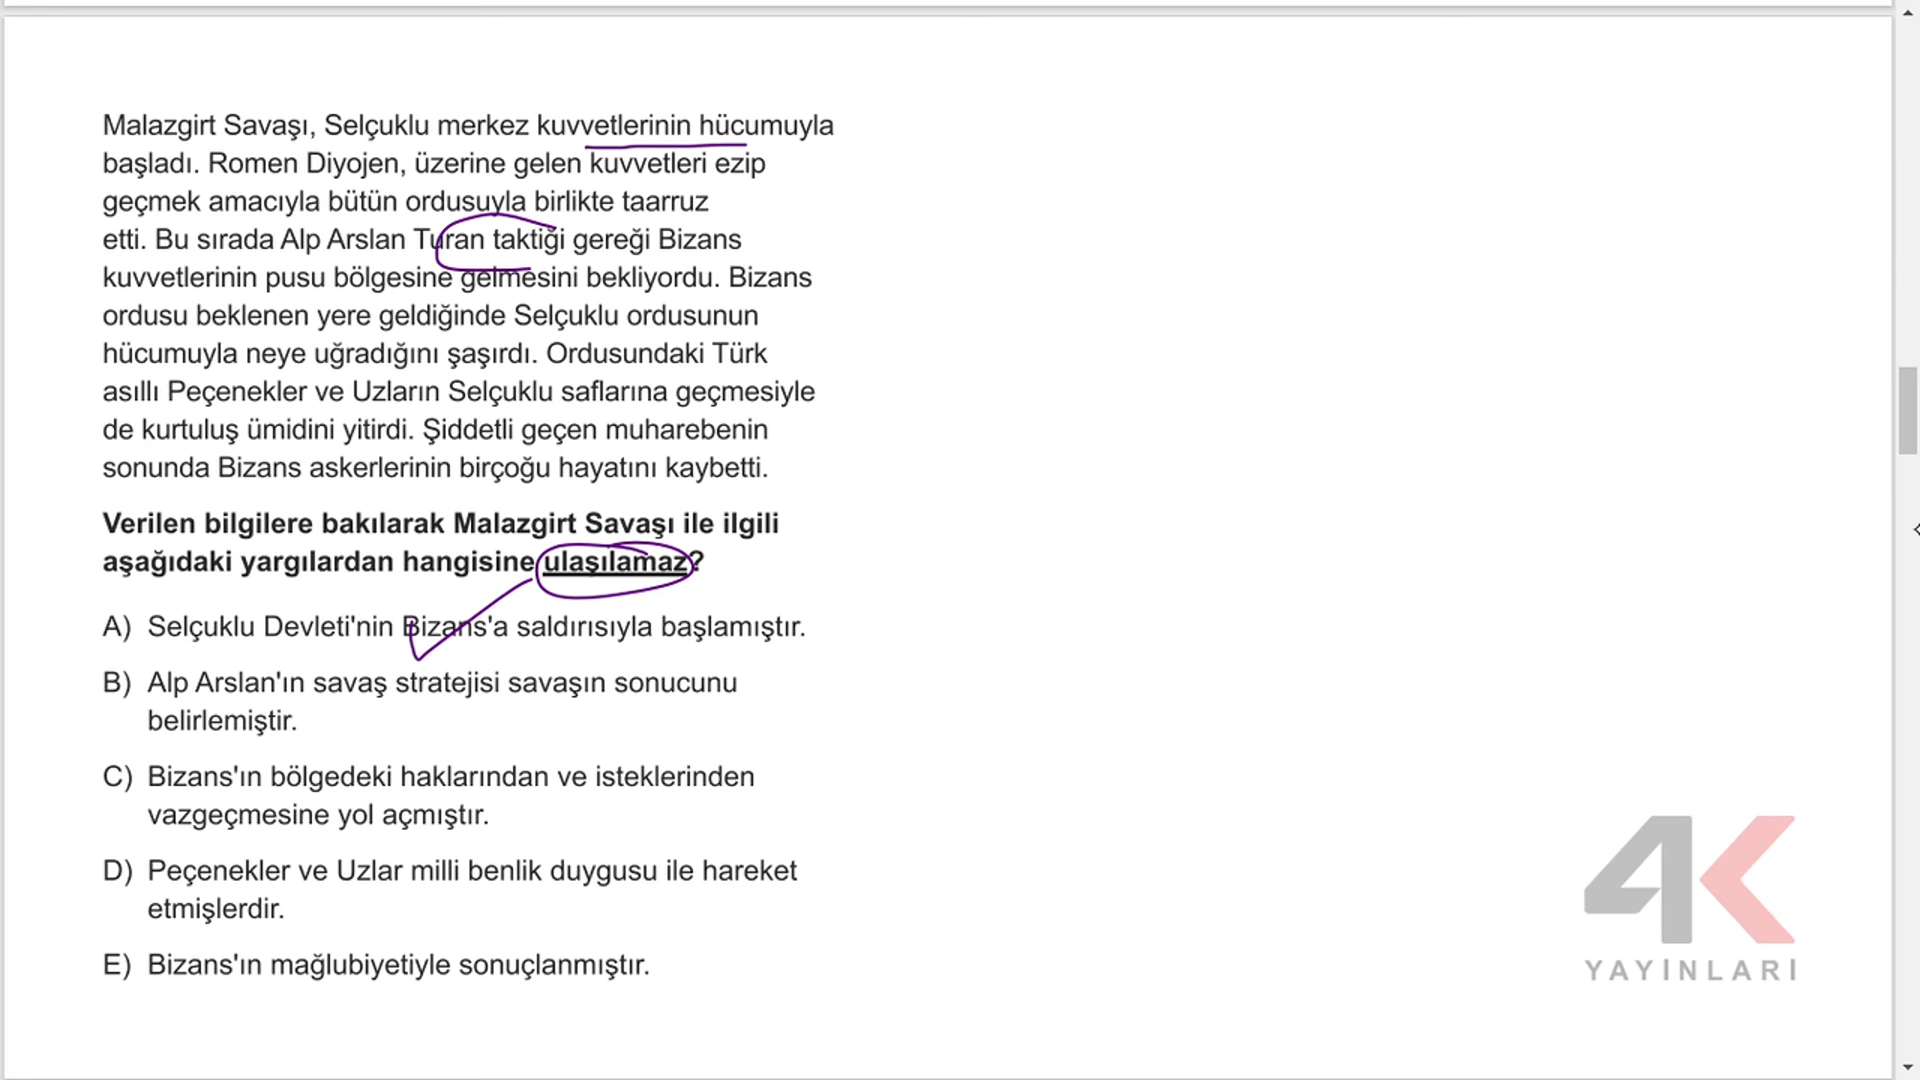 Malazgirt Savaşı, Selçuklu merkez kuvvetlerinin hücumuyla
başladı. Romen Diyojen, üzerine gelen kuvvetleri ezip
geçmek amacıyla bütün ordusuyla birlikte taarruz
etti. Bu sırada Alp Arslan Turan taktiği gereği Bizans
kuvvetlerinin pusu bölgesine gelmesini bekliyordu. Bizans
ordusu beklenen yere geldiğinde Selçuklu ordusunun
hücumuyla neye uğradığını şaşırdı. Ordusundaki Türk
asıllı Peçenekler ve Uzların Selçuklu saflarına geçmesiyle
de kurtuluş ümidini yitirdi. Şiddetli geçen muharebenin
sonunda Bizans askerlerinin birçoğu hayatını kaybetti.
Verilen bilgilere bakılarak Malazgirt Savaşı ile ilgili
aşağıdaki yargılardan hangisine ulaşılamaz?
A) Selçuklu Devleti'nin Bizans'a saldırısıyla başlamıştır.
B) Alp Arslan'ın savaş stratejisi savaşın sonucunu
belirlemiştir.
C) Bizans'ın bölgedeki haklarından ve isteklerinden
vazgeçmesine yol açmıştır.
D) Peçenekler ve Uzlar milli benlik duygusu ile hareket
etmişlerdir.
E) Bizans'ın mağlubiyetiyle sonuçlanmıştır.
4K
YAYINLARI